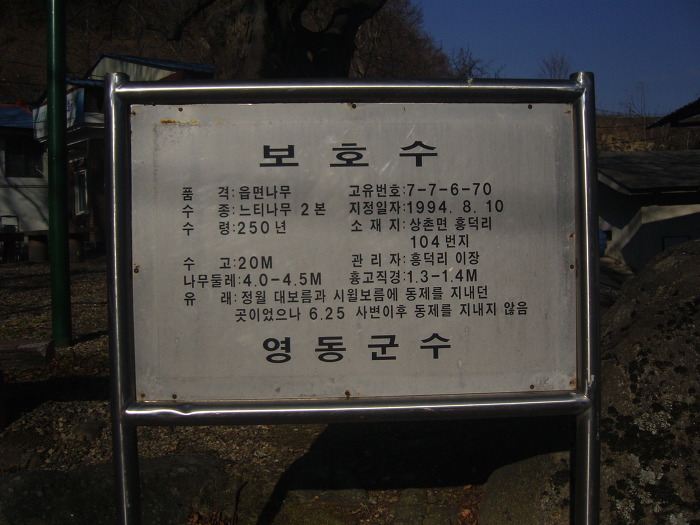 보호수
품 격:읍면나무 고유번호:7-7-6-70
수 종:느티나무 2 본 지정일자:1994. 8. 10
수 령:250 년 소 재 지:상촌면 흥덕리
104 번지
수 고:20M 관 리 자:흥덕리 이장
나무둘레:4.0-4.5M 흉고직경:1.3-1.4M
유 래:정월 대보름과 시월보름에 동제를 지내던
곳이었으나 6.25 사변이후 동제를 지내지 않음
영동군수